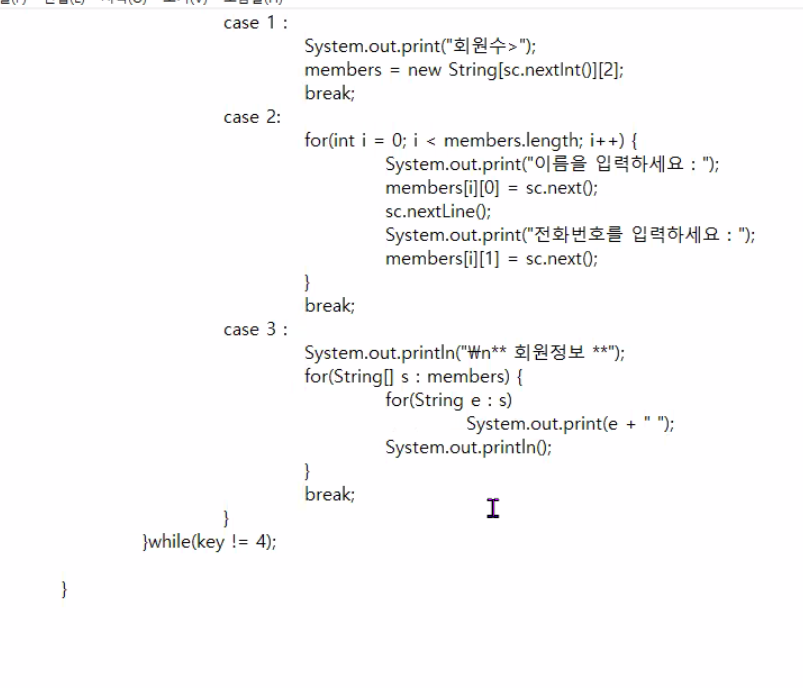 case 1 :
System.out.print("회원수>");
members = new String[sc.nextInt()][2];
break;
case 2:
for(int i = 0; i < members.length; i++) {
System.out.print("이름을 입력하세요 : ");
members[i][0] = sc.next();
sc.nextLine();
System.out.print("전화번호를 입력하세요 : ");
members[i][1] = sc.next();
}
break;
case 3 :
System.out.println("₩n** 회원정보 **");
for(String[] s : members) {
for(String e : s)
System.out.print(e + " ");
System.out.println();
}
break;
}
}while(key != 4);
}